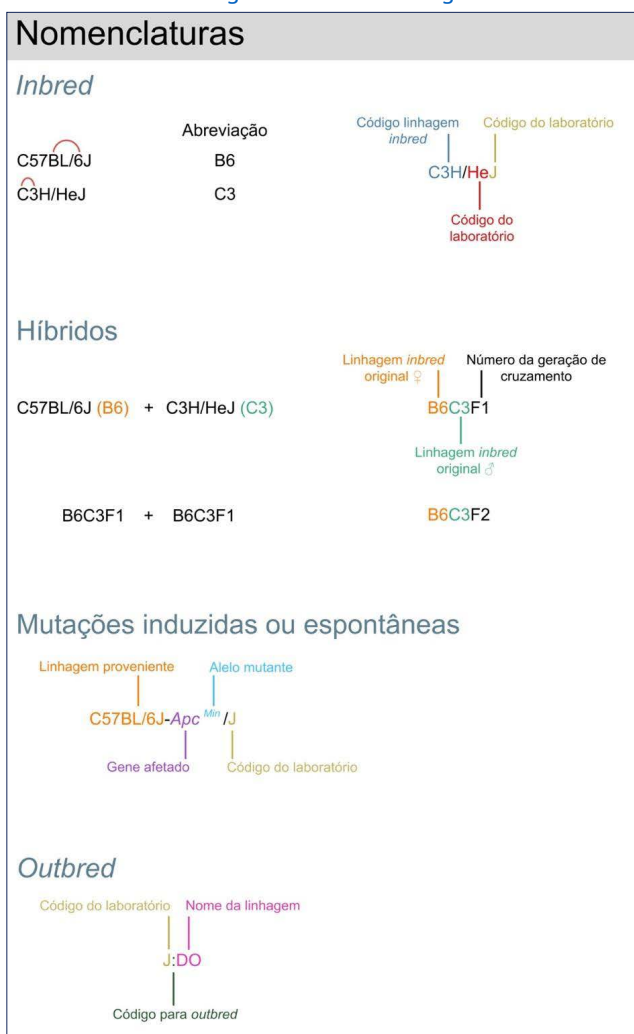 Nomenclaturas
Inbred
Abreviação
C57BL/6J B6
C3H/HeJ C3
Código linhagem
inbred
Código do laboratório
C3H/HeJ
Código do
laboratório
Híbridos
C57BL/6J (B6) + C3H/HeJ (C3)
Linhagem inbred
original ♀
Número da geração de
cruzamento
B6C3F1
Linhagem inbred
original ♂
B6C3F1 + B6C3F1 B6C3F2
Mutações induzidas ou espontâneas
Linhagem proveniente Alelo mutante
C57BL/6J-Apc Min /J
Gene afetado Código do laboratório
Outbred
Código do laboratório Nome da linhagem
J:DO
Código para outbred